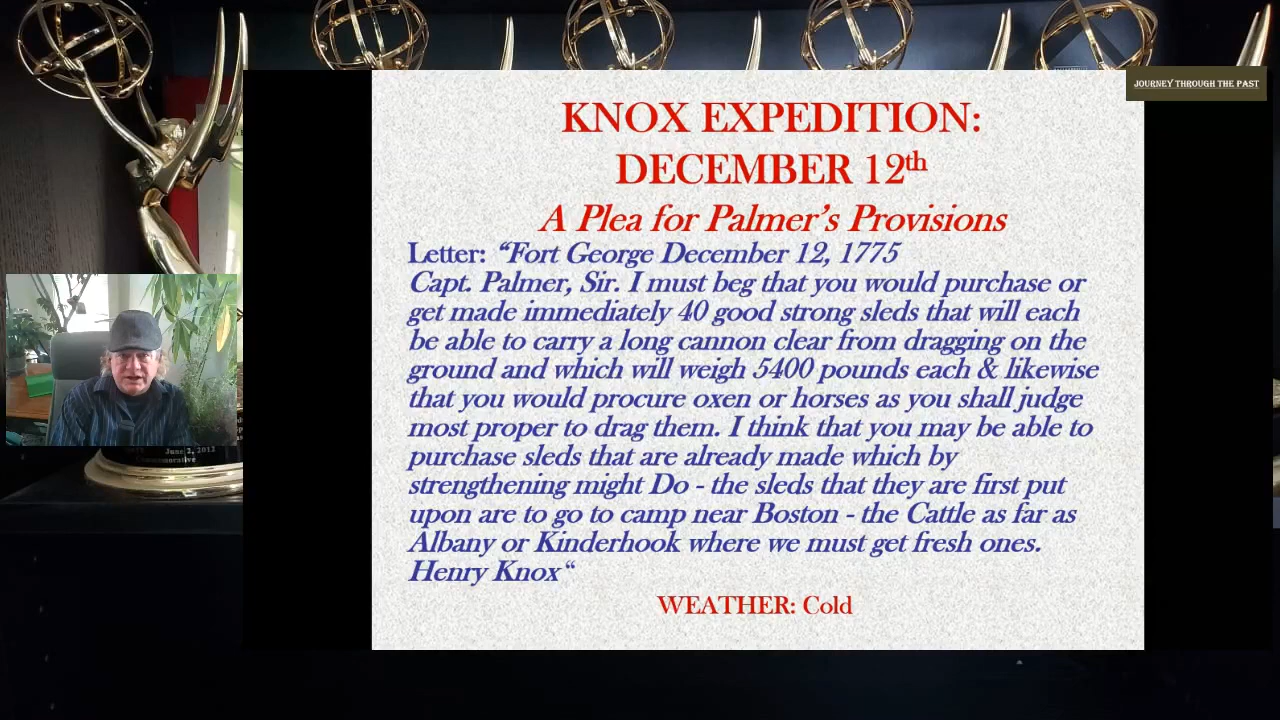 JOURNEY THROUGH THE PAST
KNOX EXPEDITION:
DECEMBER 12th
A Plea for Palmer's Provisions
Letter: "Fort George December 12, 1775
Capt. Palmer, Sir. I must beg that you would purchase or
get made immediately 40 good strong sleds that will each
be able to carry a long cannon clear from dragging on the
ground and which will weigh 5400 pounds each & likewise
that you would procure oxen or horses as you shall judge
most proper to drag them. I think that you may be able to
purchase sleds that are already made which by
strengthening might Do - the sleds that they are first put
upon are to go to camp near Boston - the Cattle as far as
Albany or Kinderhook where we must get fresh ones.
Henry Knox “
WEATHER: Cold
June 2, 2012
Commemorative